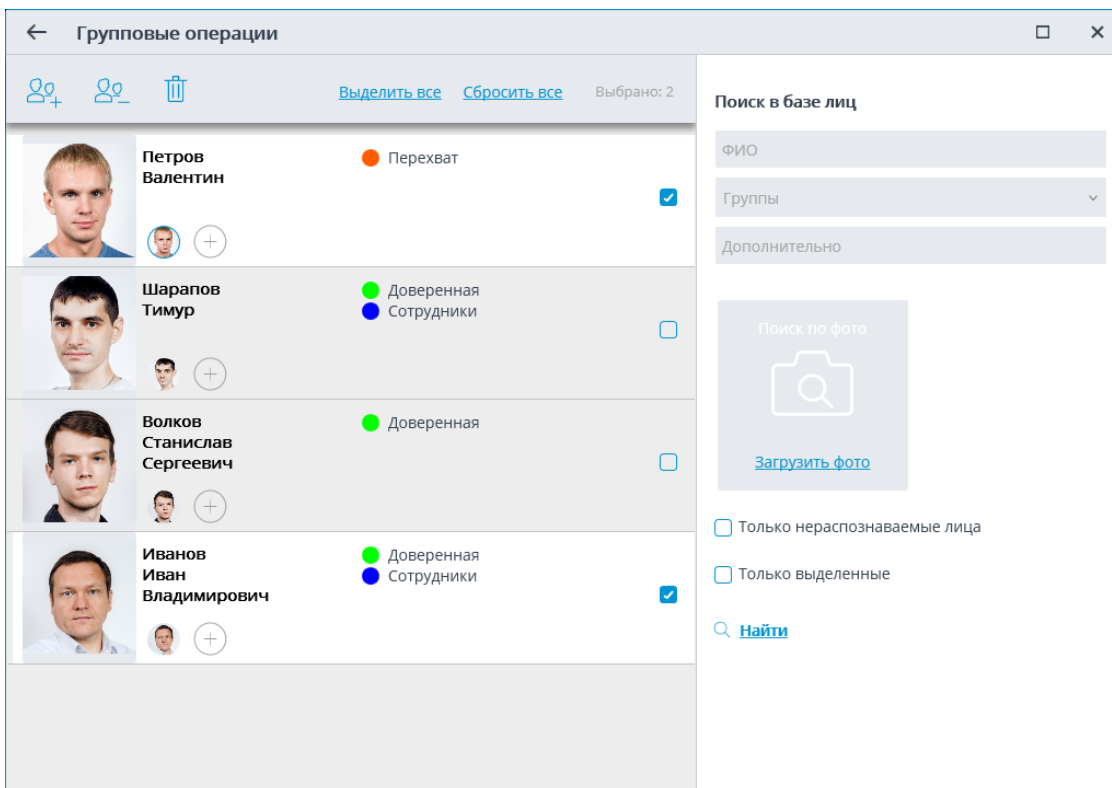 Групповые операции
Выделить все Сбросить все Выбрано: 2
Петров
Валентин
Перехват
Шарапов
Тимур
Доверенная
Сотрудники
Волков
Станислав
Сергеевич
Доверенная
Иванов
Иван
Владимирович
Доверенная
Сотрудники
Поиск в базе лиц
ФИО
Группы
Дополнительно
Поиск по фото
Загрузить фото
Только нераспознаваемые лица
Только выделенные
Найти